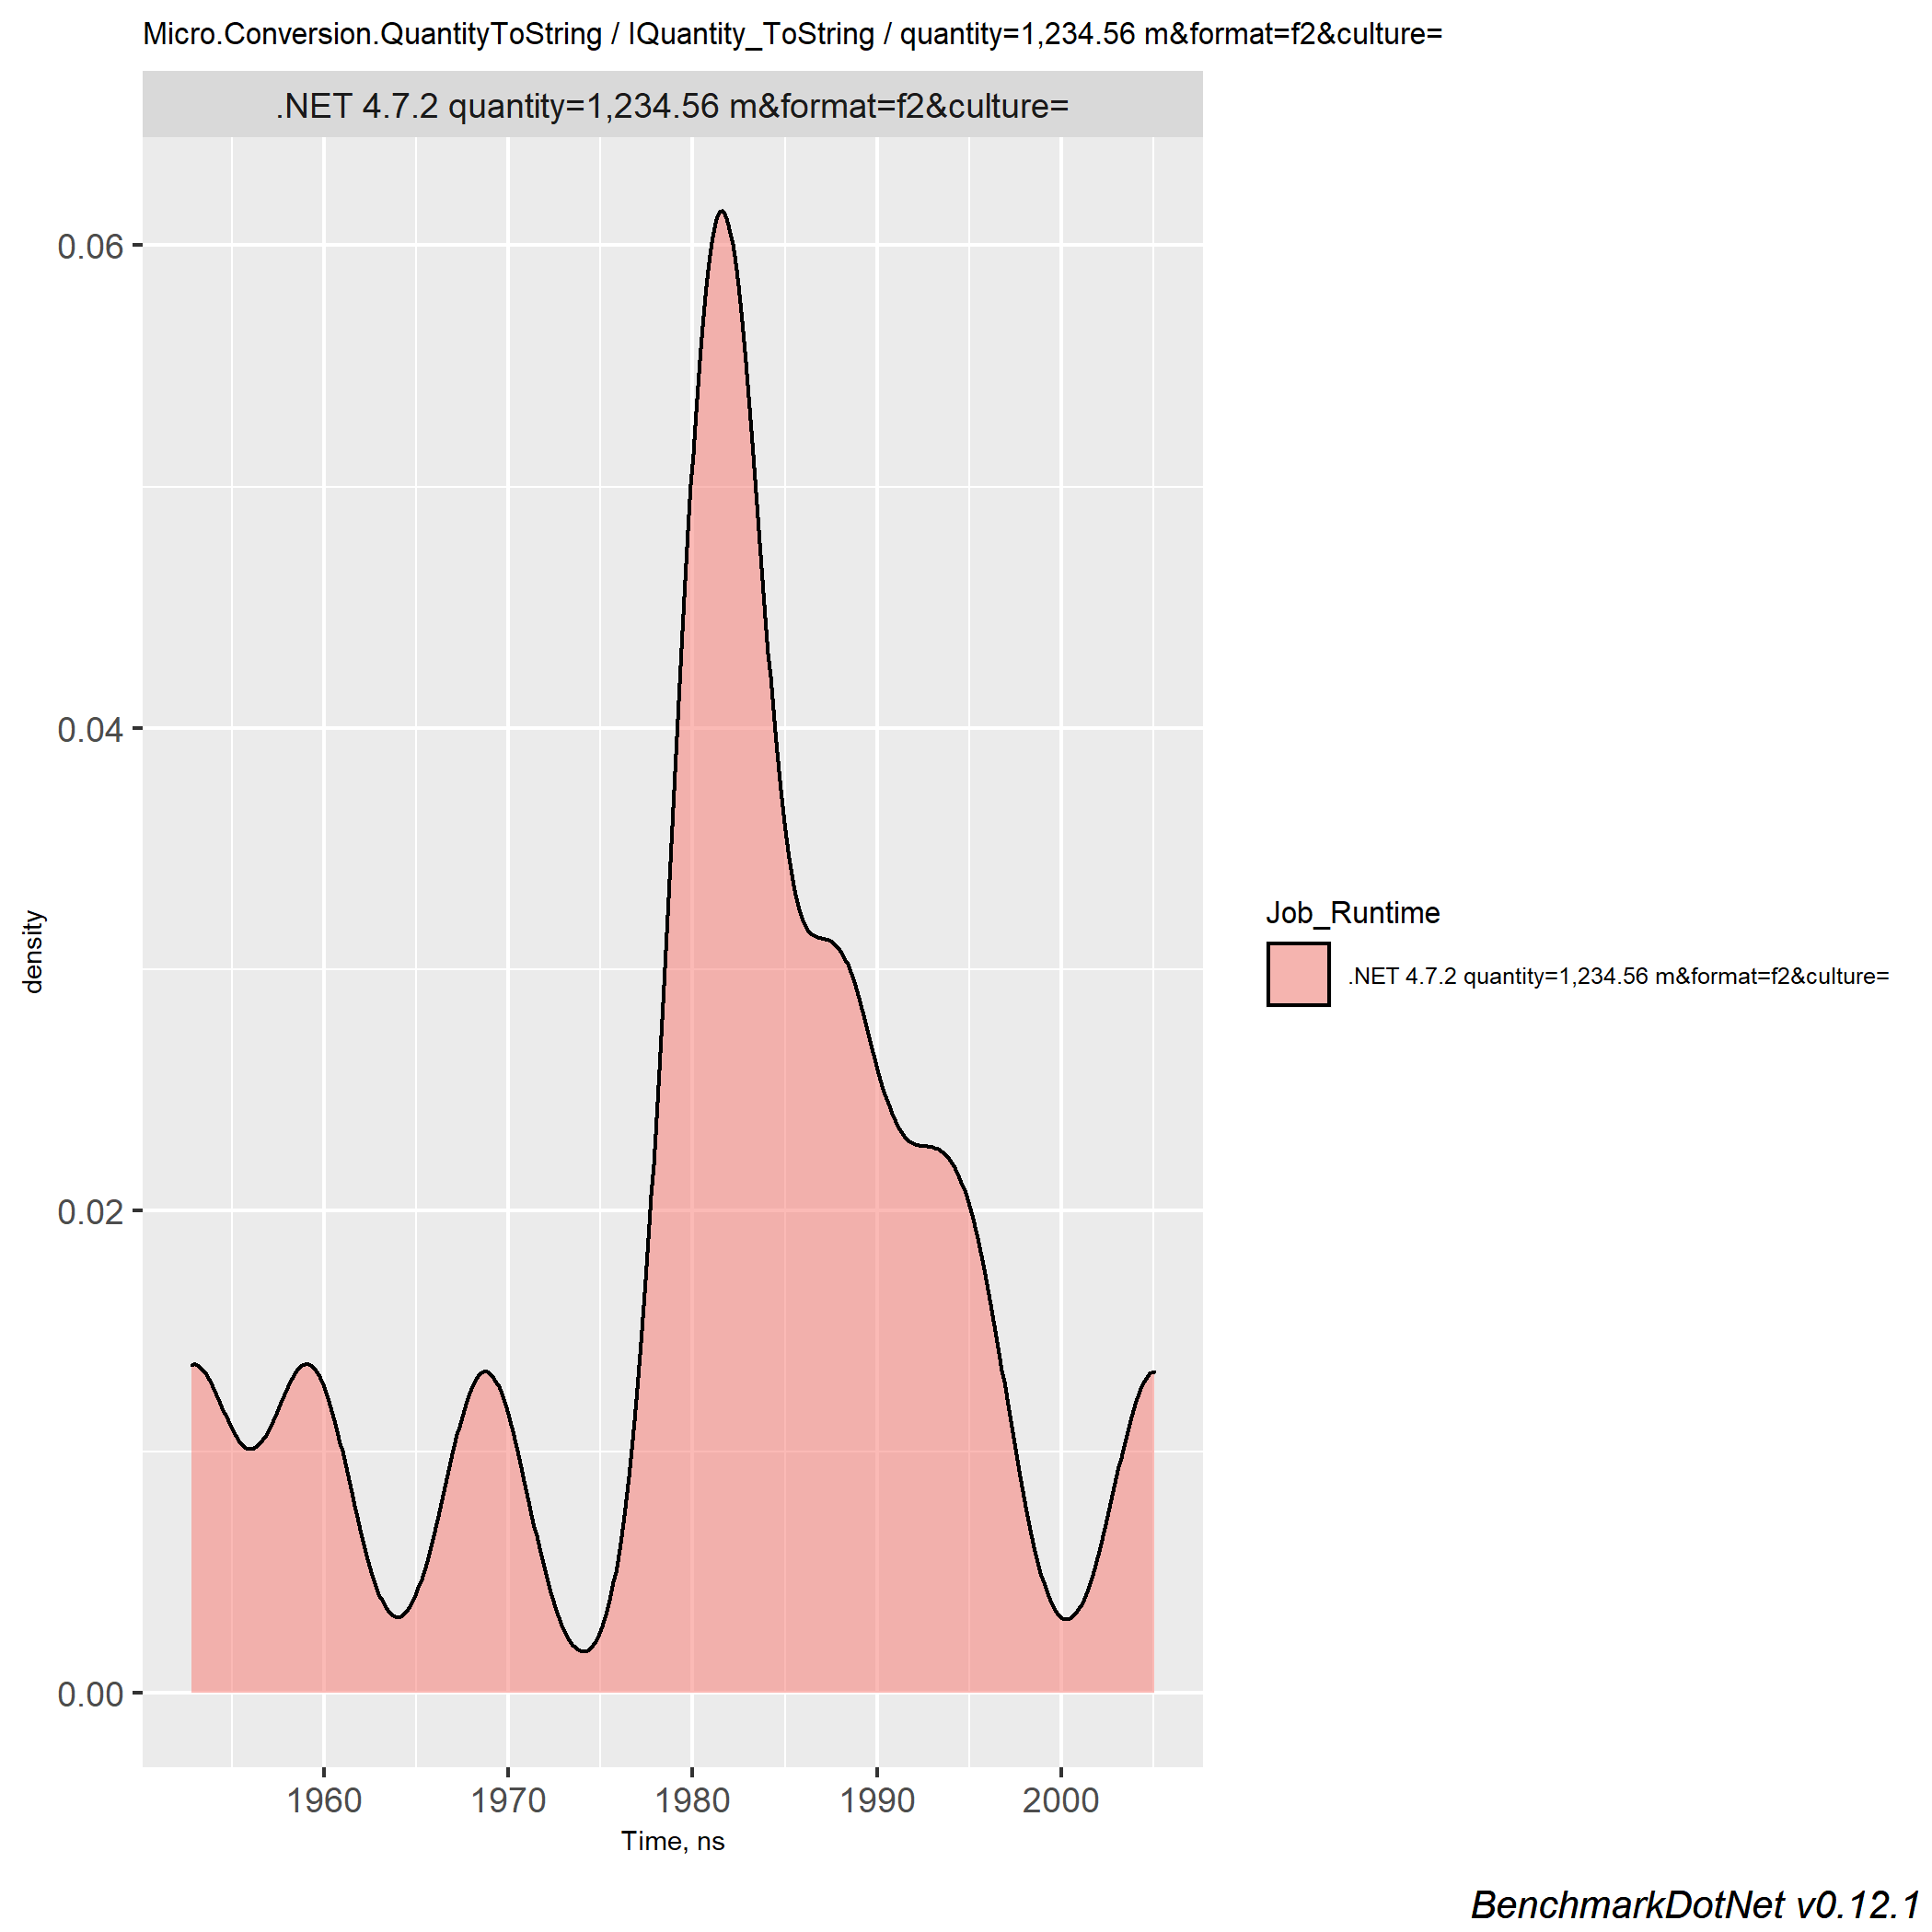 Micro.Conversion.QuantityToString / IQuantity_ToString / quantity=1,234.56 m&format=f2&culture=
.NET 4.7.2 quantity=1,234.56 m&format=f2&culture=
0.06
0.04
0.02
0.00
density
1960 1970 1980 1990 2000
Time, ns
Job_Runtime
.NET 4.7.2 quantity=1,234.56 m&format=f2&culture=
BenchmarkDotNet v0.12.1